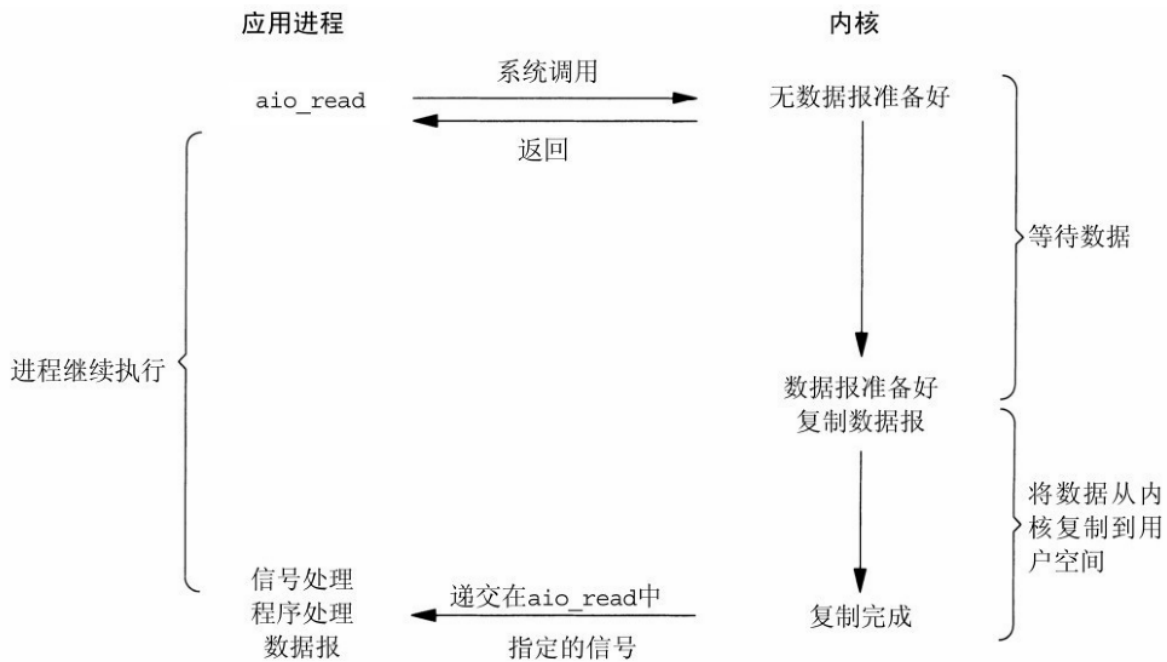 应用进程
内核
系统调用
aio_read
无数据报准备好
返回
等待数据
进程继续执行
数据报准备好
复制数据报
将数据从内
核复制到用
户空间
信号处理
程序处理
数据报
递交在aio_read中
指定的信号
复制完成